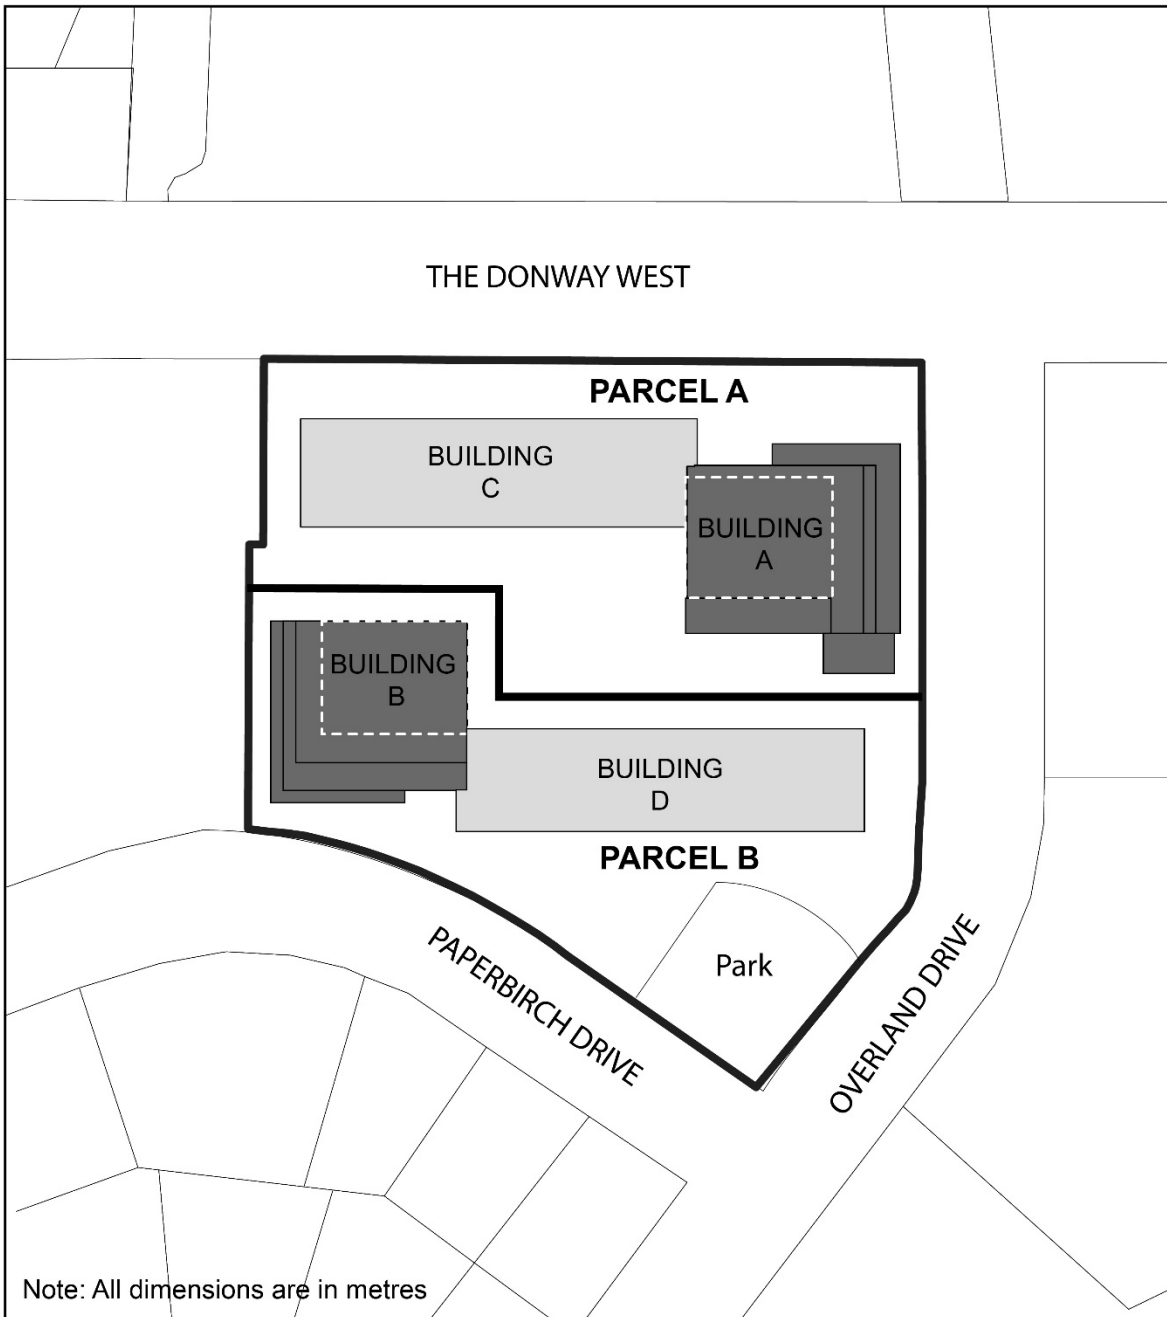 THE DONWAY WEST
PARCEL A
BUILDING
C
BUILDING
A
BUILDING
B
BUILDING
D
PARCEL B
Park
PAPERBIRCH DRIVE
OVERLAND DRIVE
Note: All dimensions are in metres